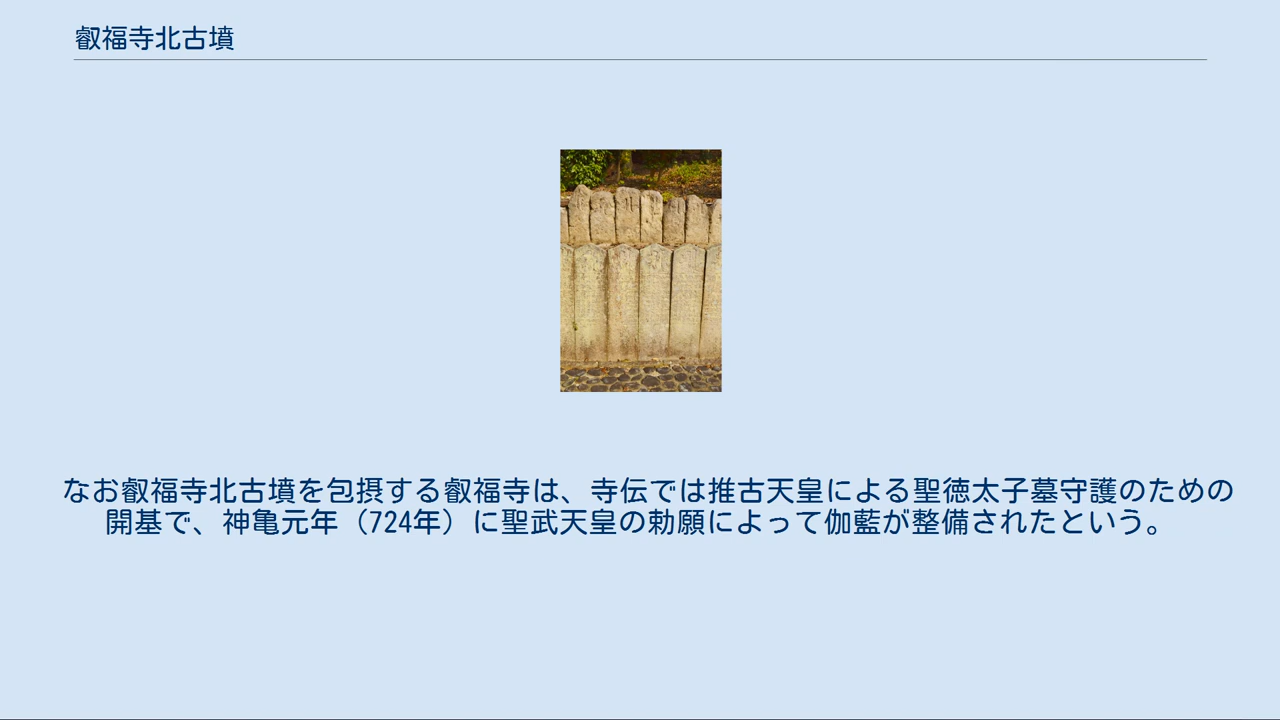 叡福寺北古墳
なお叡福寺北古墳を包摂する叡福寺は、寺伝では推古天皇による聖徳太子墓守護のための
開基で、神亀元年（724年）に聖武天皇の勅願によって伽藍が整備されたという。